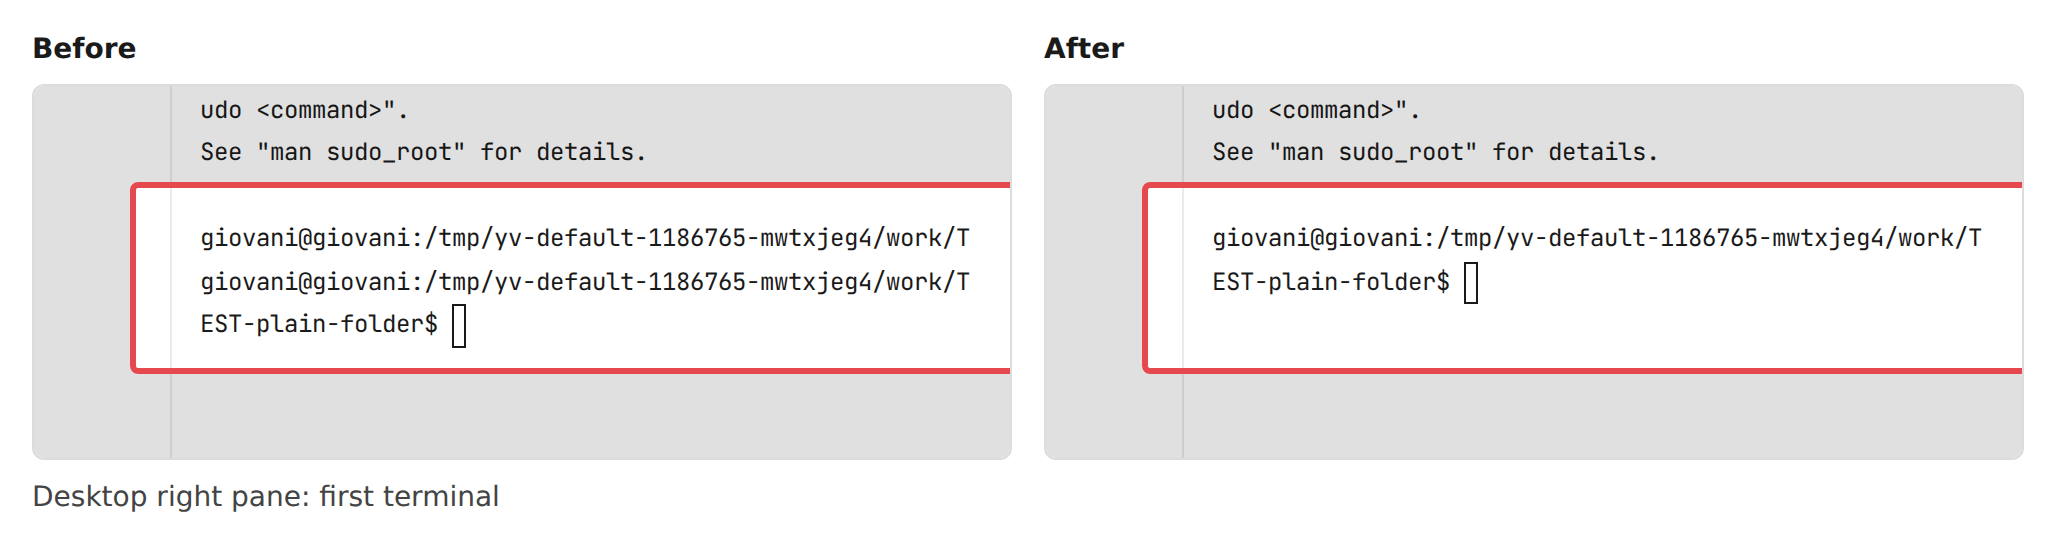 Before
udo <command>".
See "man sudo_root" for details.
giovani@giovani:/tmp/yv-default-1186765-mwtxjeg4/work/T
giovani@giovani:/tmp/yv-default-1186765-mwtxjeg4/work/T
EST-plain-folder$
After
udo <command>".
See "man sudo_root" for details.
giovani@giovani:/tmp/yv-default-1186765-mwtxjeg4/work/T
EST-plain-folder$
Desktop right pane: first terminal